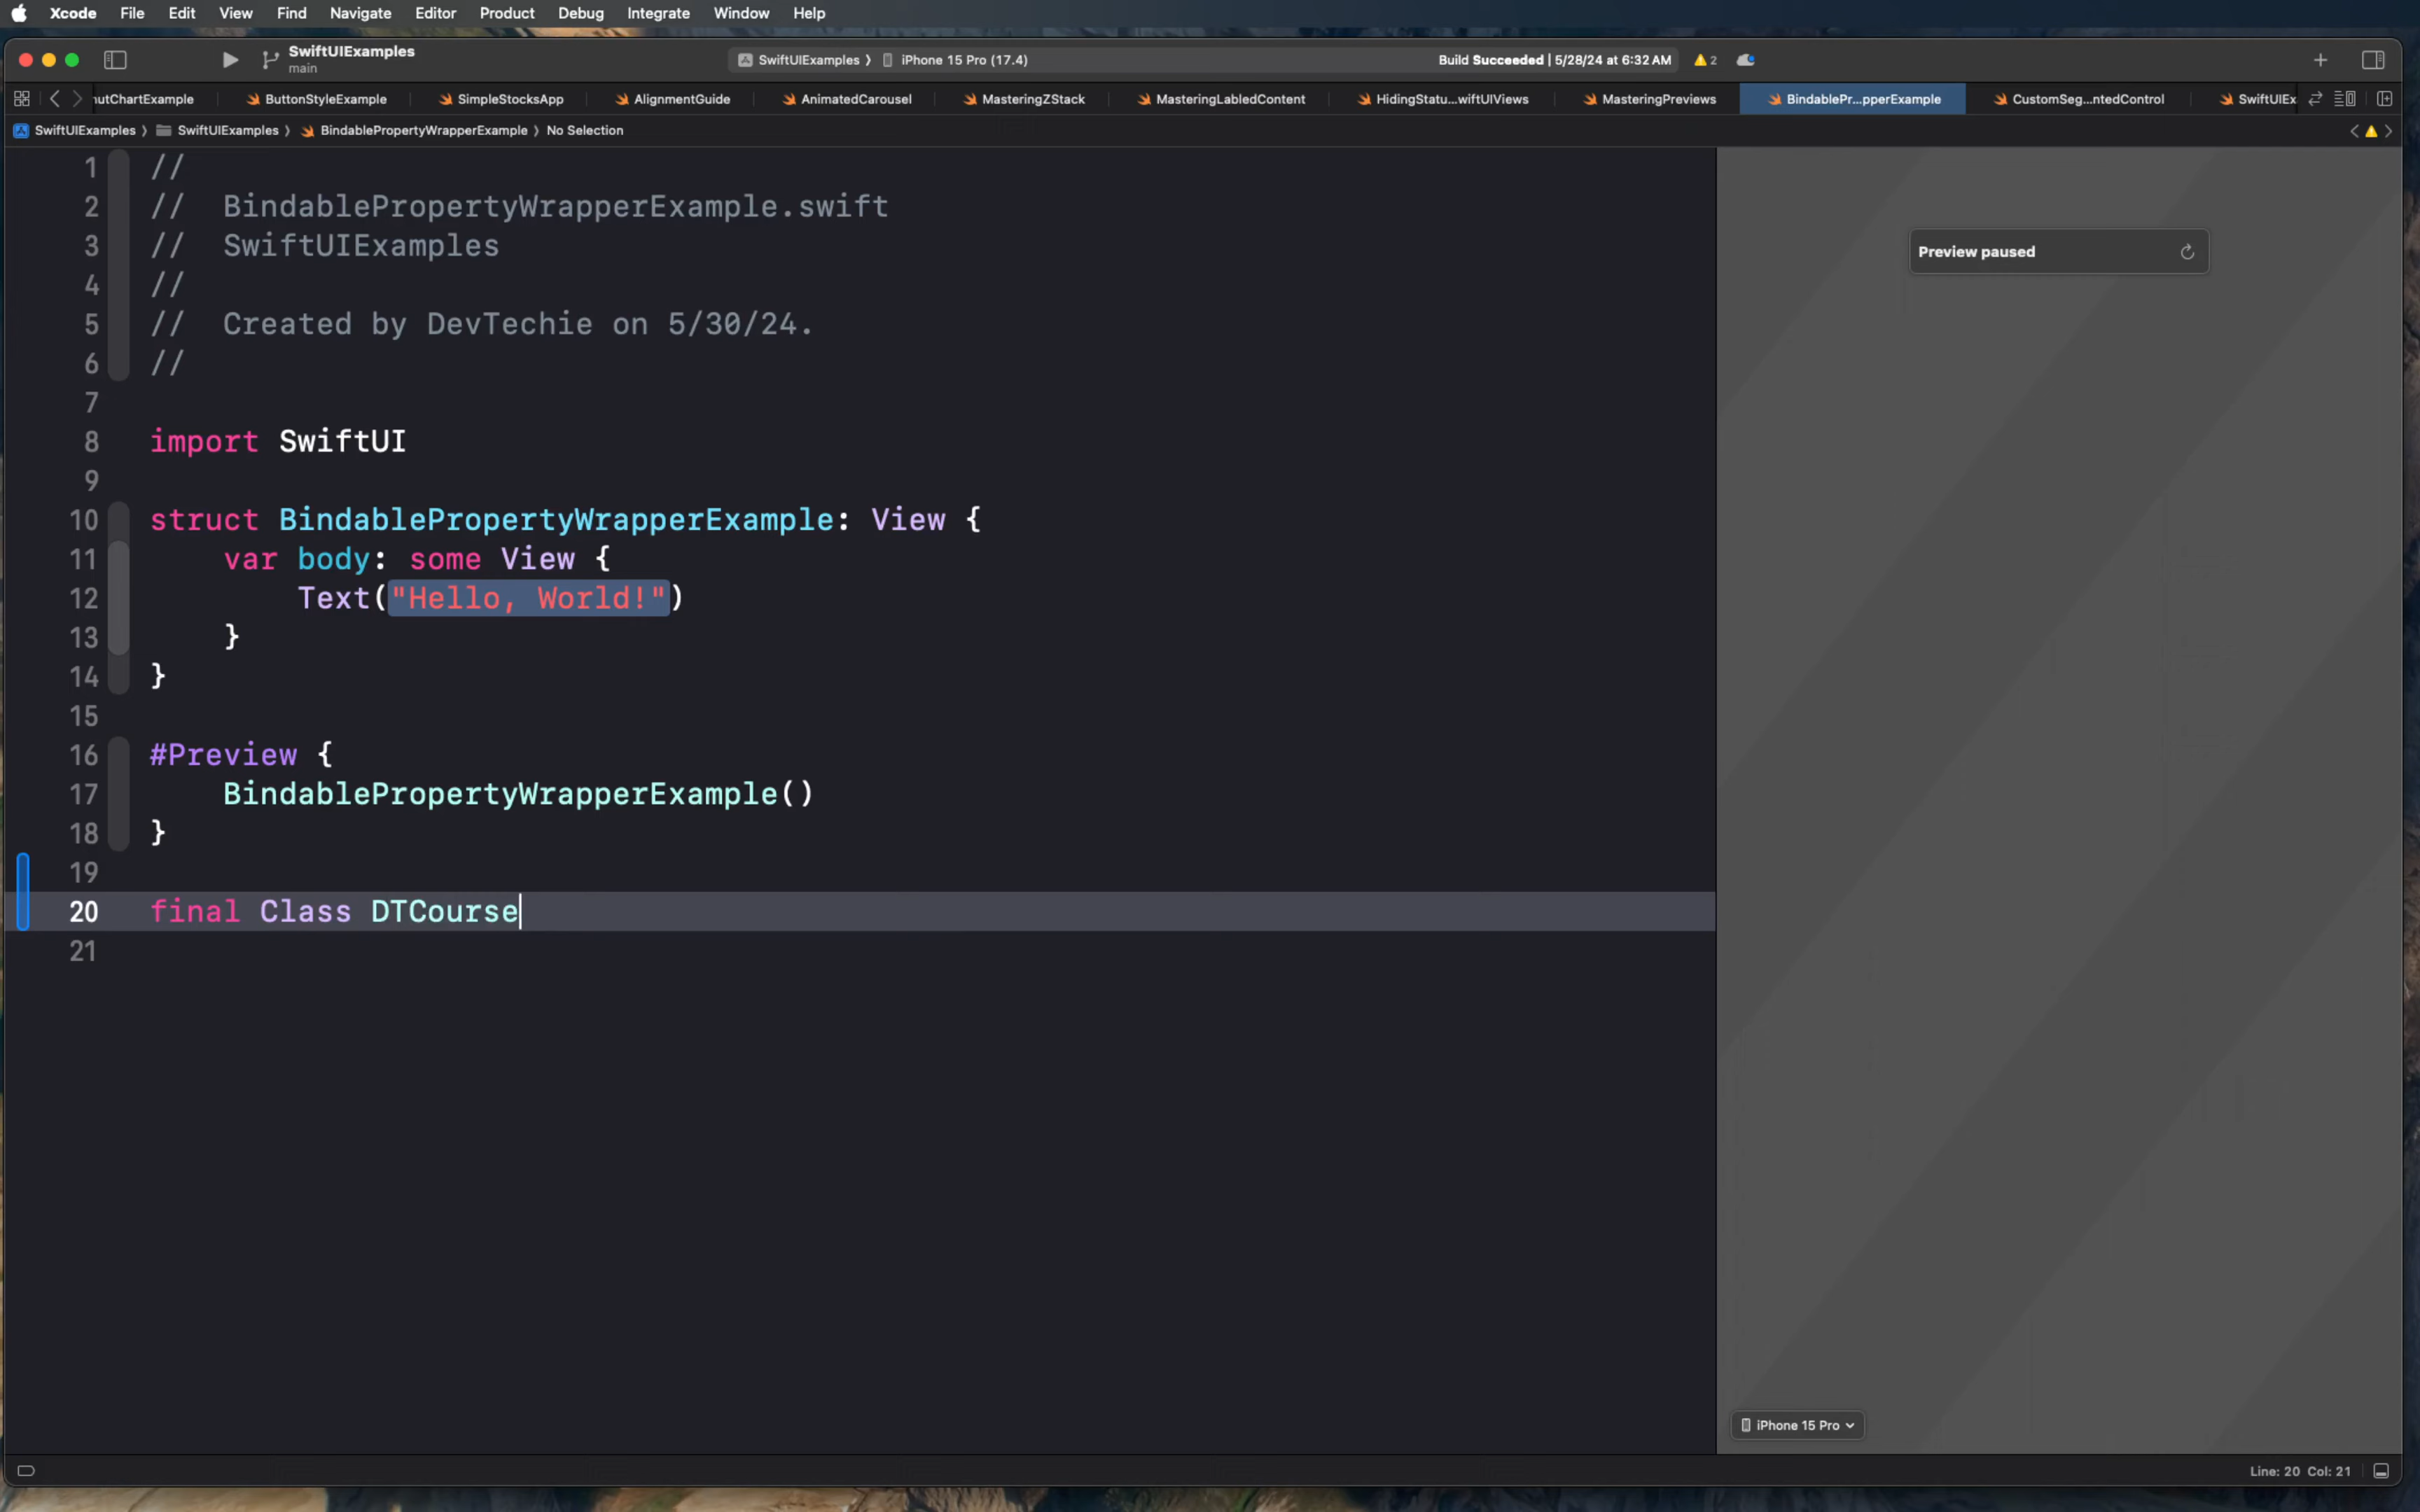 Xcode File Edit View Find Navigate Editor Product Debug Integrate Window Help
SwiftUIExamples
main
SwiftUIExamples 〉 iPhone 15 Pro (17.4)
Build Succeeded | 5/28/24 at 6:32 AM
2
utChartExample ButtonStyleExample SimpleStocksApp AlignmentGuide AnimatedCarousel MasteringZStack MasteringLabledContent HidingStatu...wiftUIViews MasteringPreviews BindablePr...pperExample CustomSeg...ntedControl SwiftUIEx
SwiftUIExamples 〉 SwiftUIExamples 〉 BindablePropertyWrapperExample 〉 No Selection
1 //
2 //  BindablePropertyWrapperExample.swift
3 //  SwiftUIExamples
4 //
5 //  Created by DevTechie on 5/30/24.
6 //
7
8 import SwiftUI
9
10 struct BindablePropertyWrapperExample: View {
11     var body: some View {
12         Text("Hello, World!")
13     }
14 }
15
16 #Preview {
17     BindablePropertyWrapperExample()
18 }
19
20 final Class DTCourse
21
Preview paused
iPhone 15 Pro
Line: 20 Col: 21